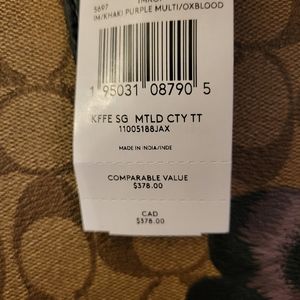 5697
IM/KHAKI PURPLE MULTI/OXBLOOD
1 95031 08790 5
KFFE SG MTLD CTY TT
11005188JAX
MADE IN INDIA/INDE
COMPARABLE VALUE
$378.00
CAD
$378.00